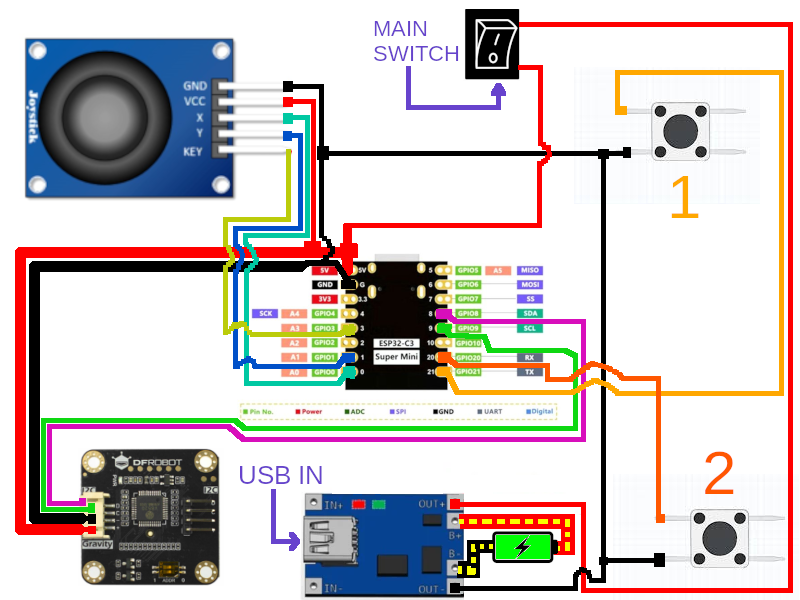 MAIN
SWITCH
Joystick
GND
VCC
X
Y
KEY
1
5V 5V 5 GPIO5 A5 MISO
GND G 6 GPIO6 MOSI
3V3 3.3 7 GPIO7 SS
SCK A4 GPIO4 4 8 GPIO8 SDA
A3 GPIO3 3 9 GPIO9 SCL
A2 GPIO2 2 10 GPIO10
A1 GPIO1 1 20 GPIO20 RX
A0 GPIO0 0 21 GPIO21 TX
ESP32-C3
Super Mini
Pin No. Power ADC SPI GND UART Digital
DFROBOT
I2C
Gravity
USB IN
IN+ OUT+
B+
B-
IN- OUT-
2